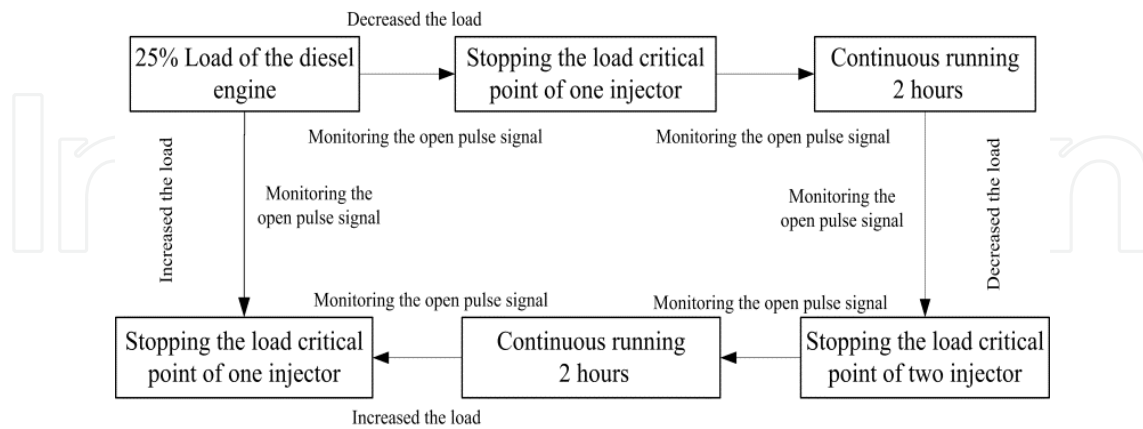 Decreased the load
25% Load of the diesel
engine
Stopping the load critical
point of one injector
Continuous running
2 hours
Monitoring the open pulse signal
Monitoring the open pulse signal
Increased the load
Monitoring the
open pulse signal
Monitoring the
open pulse signal
Decreased the load
Monitoring the open pulse signal
Monitoring the open pulse signal
Stopping the load critical
point of one injector
Continuous running
2 hours
Stopping the load critical
point of two injector
Increased the load